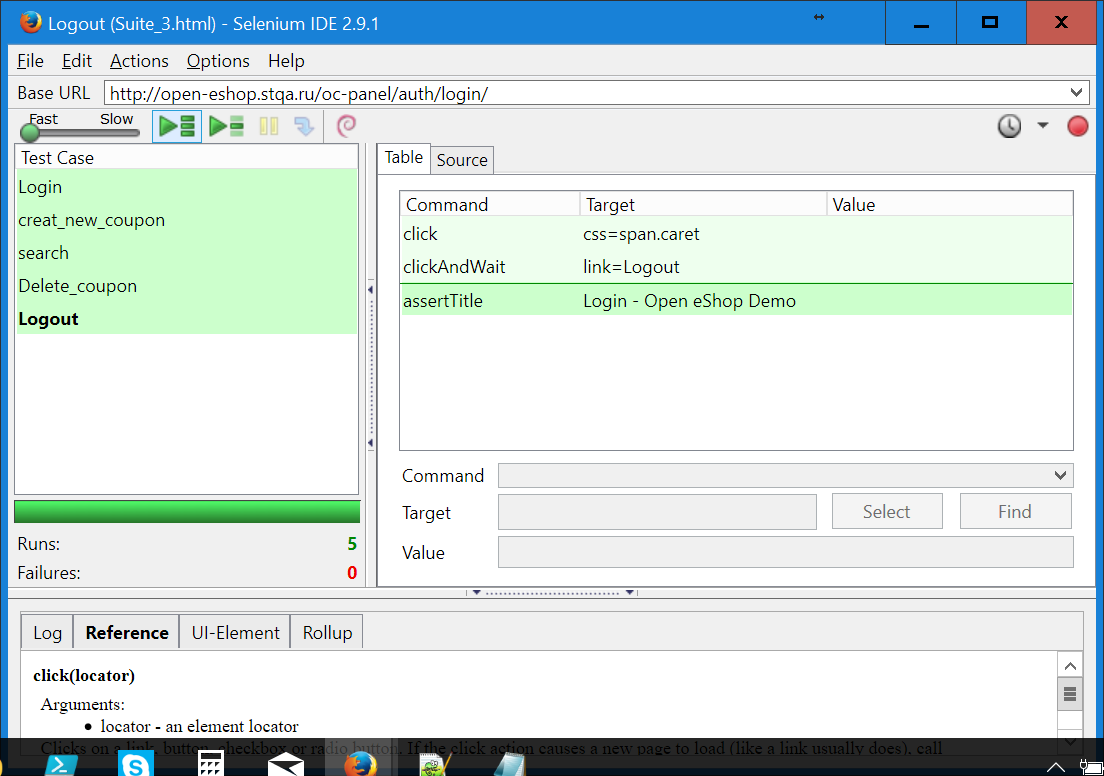 Logout (Suite_3.html) - Selenium IDE 2.9.1
File Edit Actions Options Help
Base URL http://open-eshop.stqa.ru/oc-panel/auth/login/
Fast Slow
Test Case
Login
creat_new_coupon
search
Delete_coupon
Logout
Runs: 5
Failures: 0
Table Source
Command Target Value
click css=span.caret
clickAndWait link=Logout
assertTitle Login - Open eShop Demo
Command
Target Select Find
Value
Log Reference UI-Element Rollup
click(locator)
Arguments:
• locator - an element locator
Clicks on a link, button, checkbox or radio button. If the click action causes a new page to load (like a link usually does), call